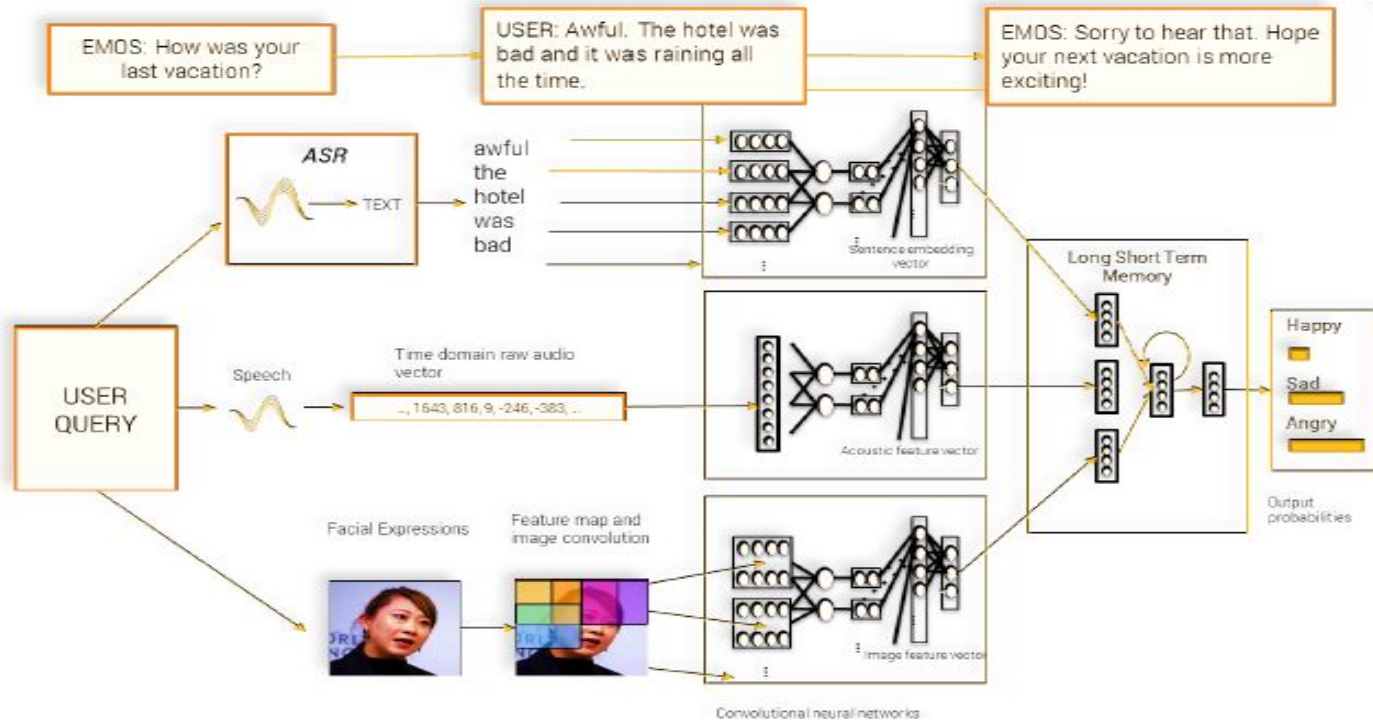 EMOS: How was your
last vacation?
USER: Awful. The hotel was
bad and it was raining all
the time.
EMOS: Sorry to hear that. Hope
your next vacation is more
exciting!
ASR
TEXT
awful
the
hotel
was
bad
Sentence embedding
vector
Long Short Term
Memory
USER
QUERY
Speech
Time domain raw audio
vector
..., 1643, 816, 9, -246, -383, ...
Acoustic feature vector
Happy
Sad
Angry
Output
probabilities
Facial Expressions
Feature map and
image convolution
Image feature vector
Convolutional neural networks